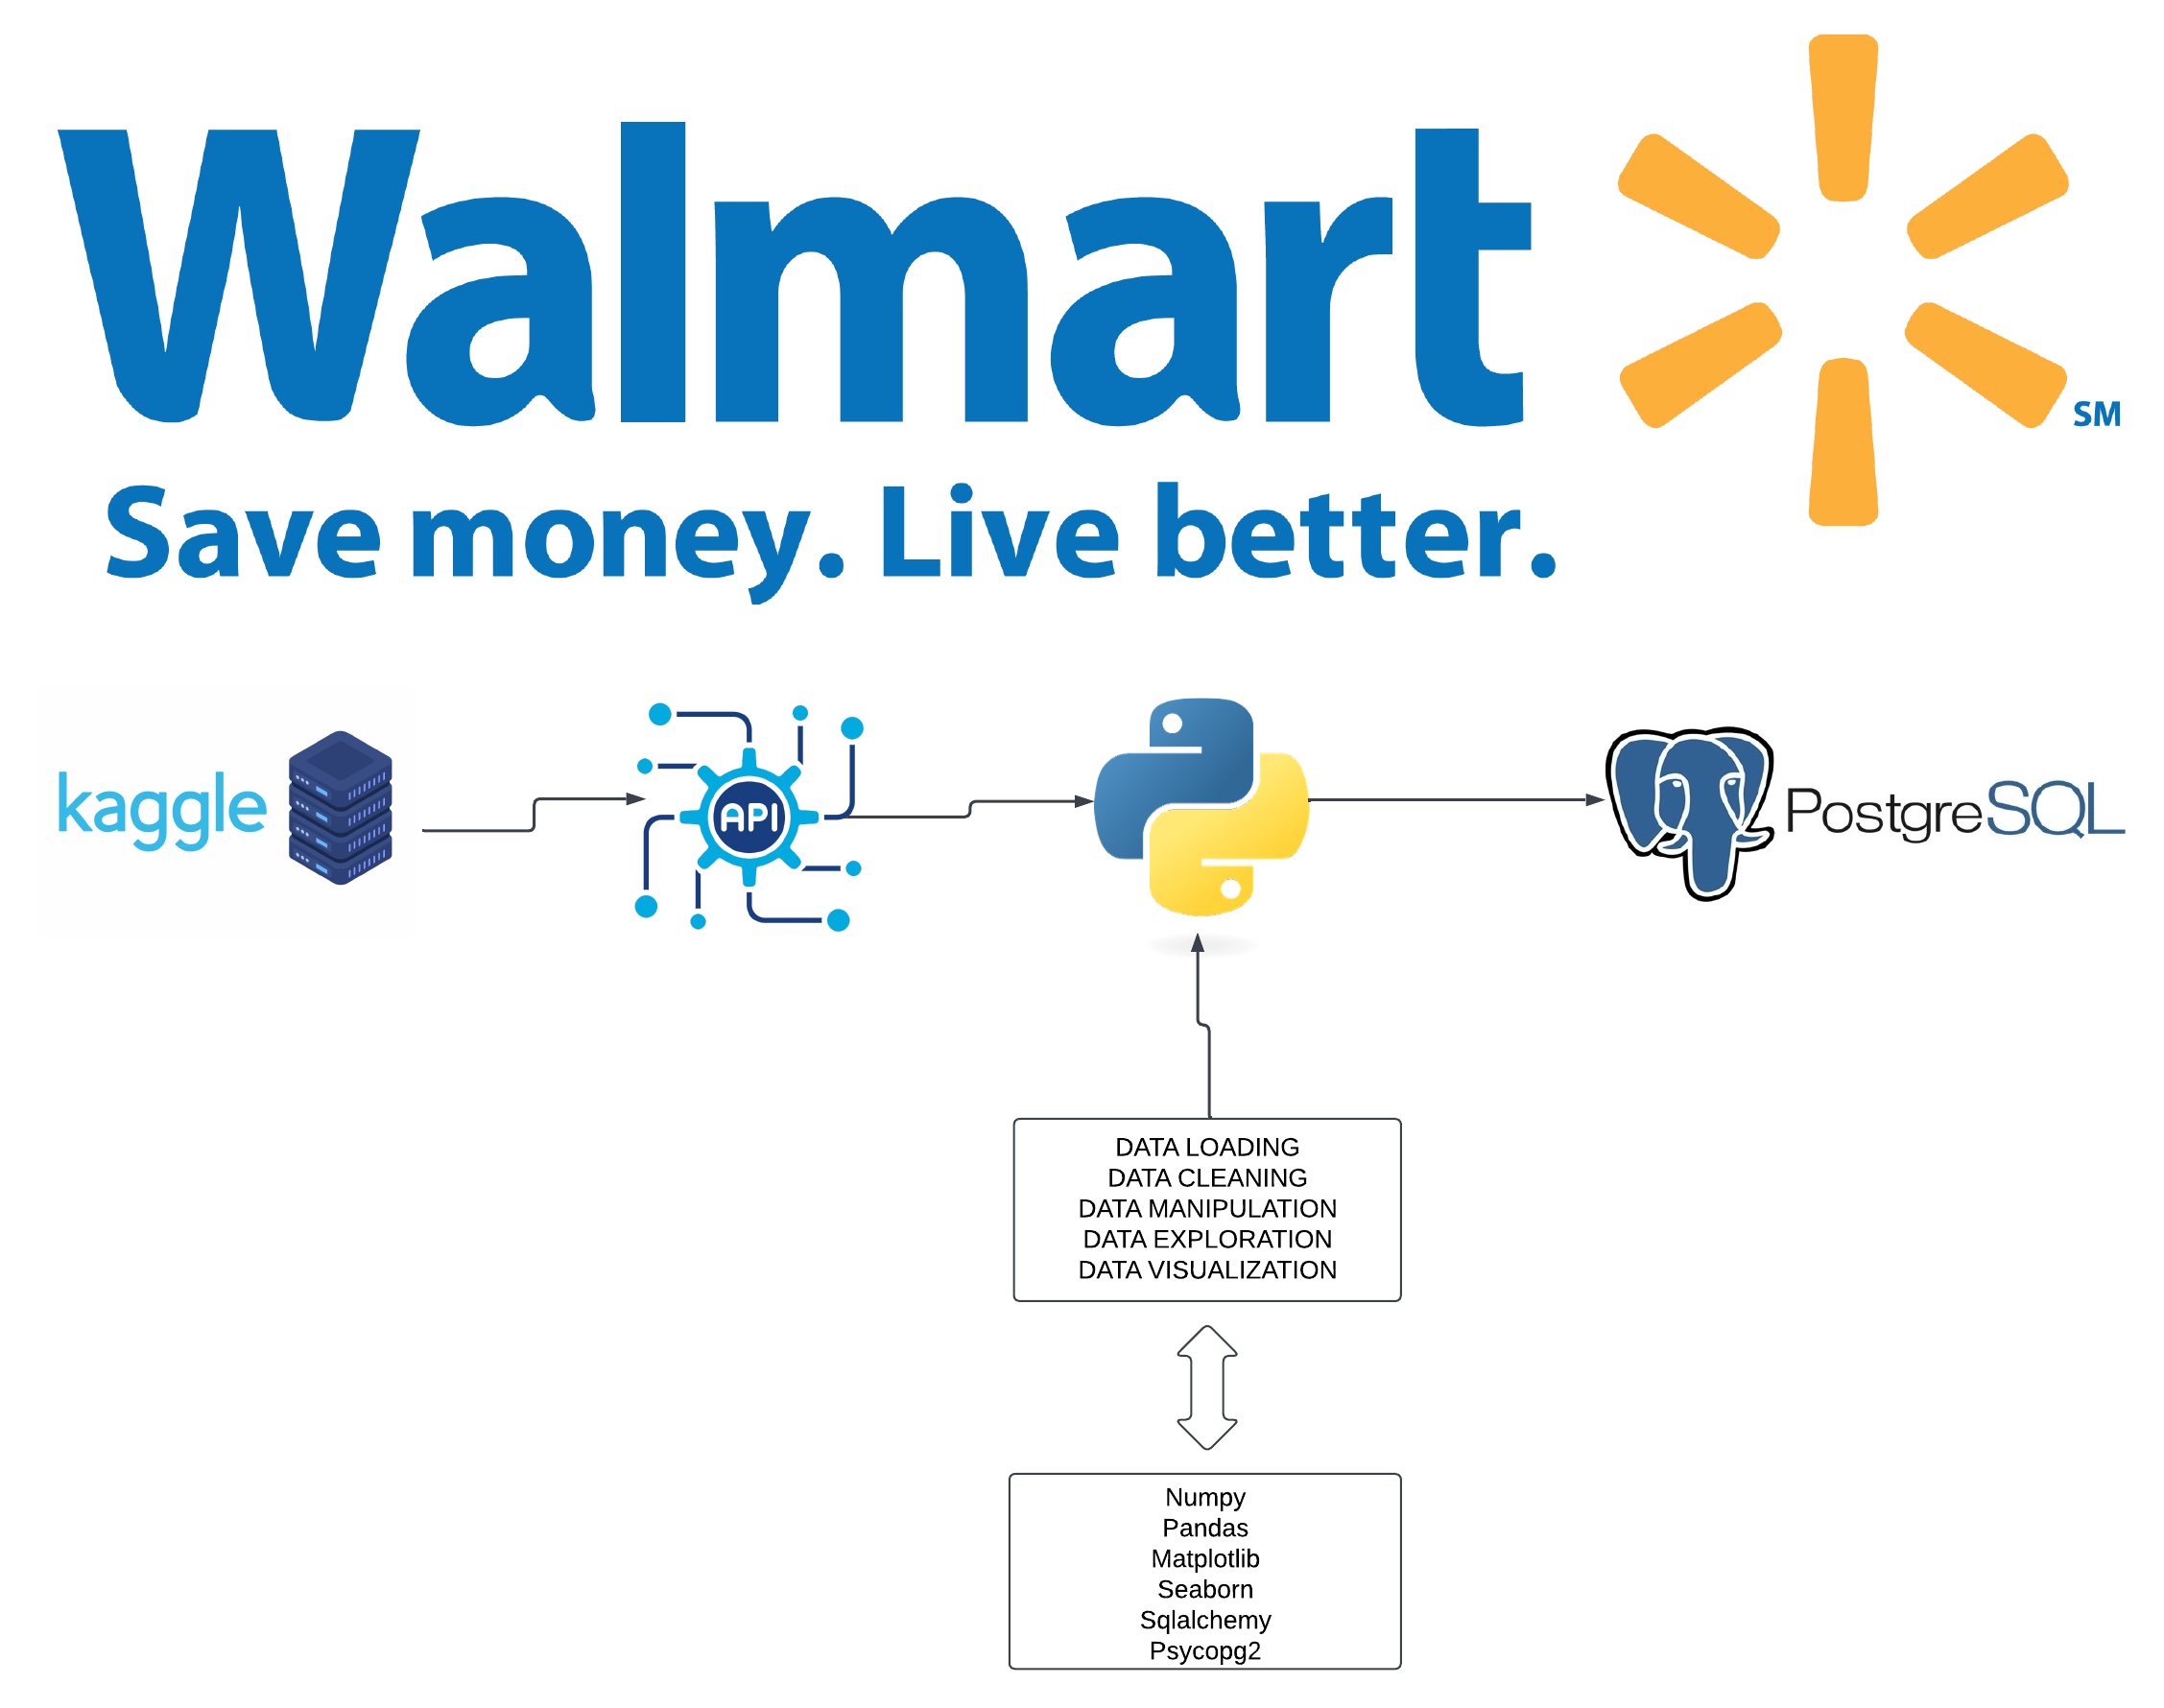 Walmart
SM
Save money. Live better.
kaggle
API
PostgreSQL
DATA LOADING
DATA CLEANING
DATA MANIPULATION
DATA EXPLORATION
DATA VISUALIZATION
Numpy
Pandas
Matplotlib
Seaborn
Sqlalchemy
Psycopg2